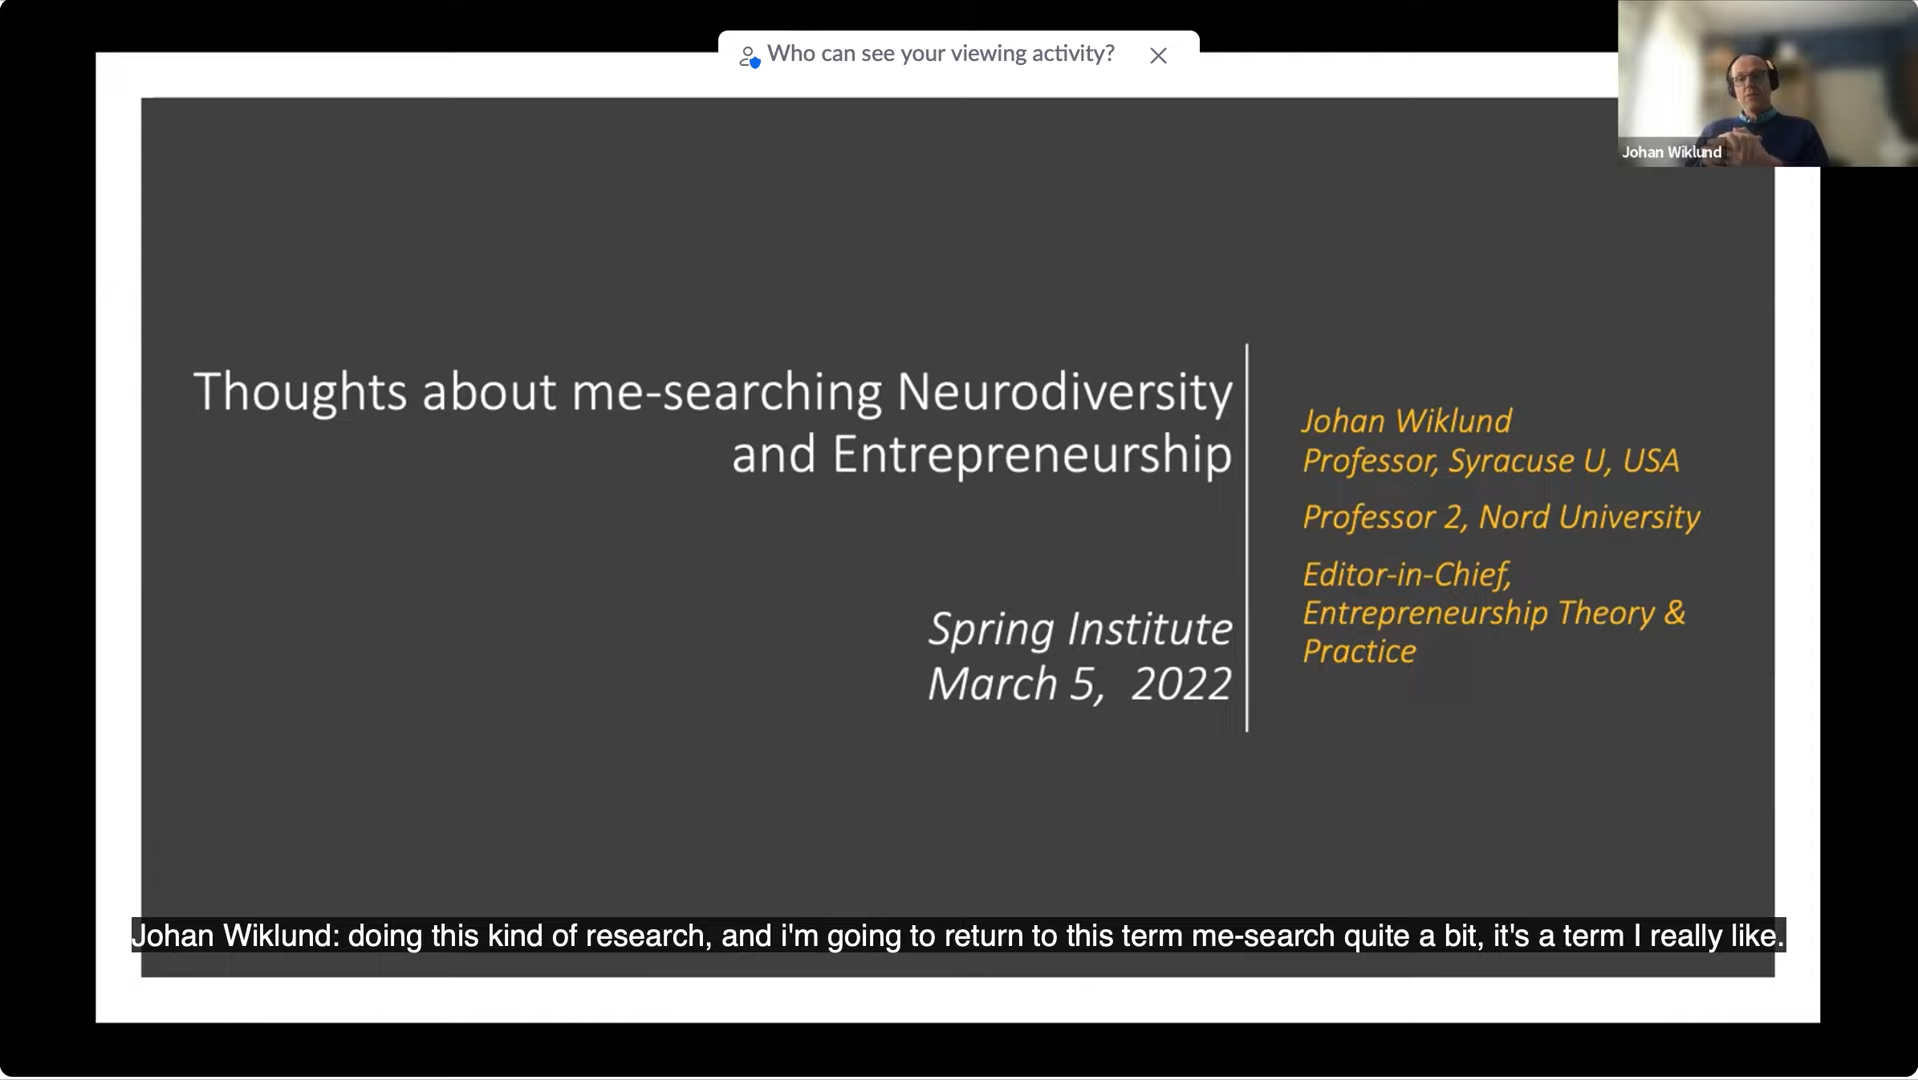 Who can see your viewing activity?
Johan Wiklund
Thoughts about me-searching Neurodiversity
and Entrepreneurship
Spring Institute
March 5, 2022
Johan Wiklund
Professor, Syracuse U, USA
Professor 2, Nord University
Editor-in-Chief,
Entrepreneurship Theory &
Practice
Johan Wiklund: doing this kind of research, and i'm going to return to this term me-search quite a bit, it's a term I really like.